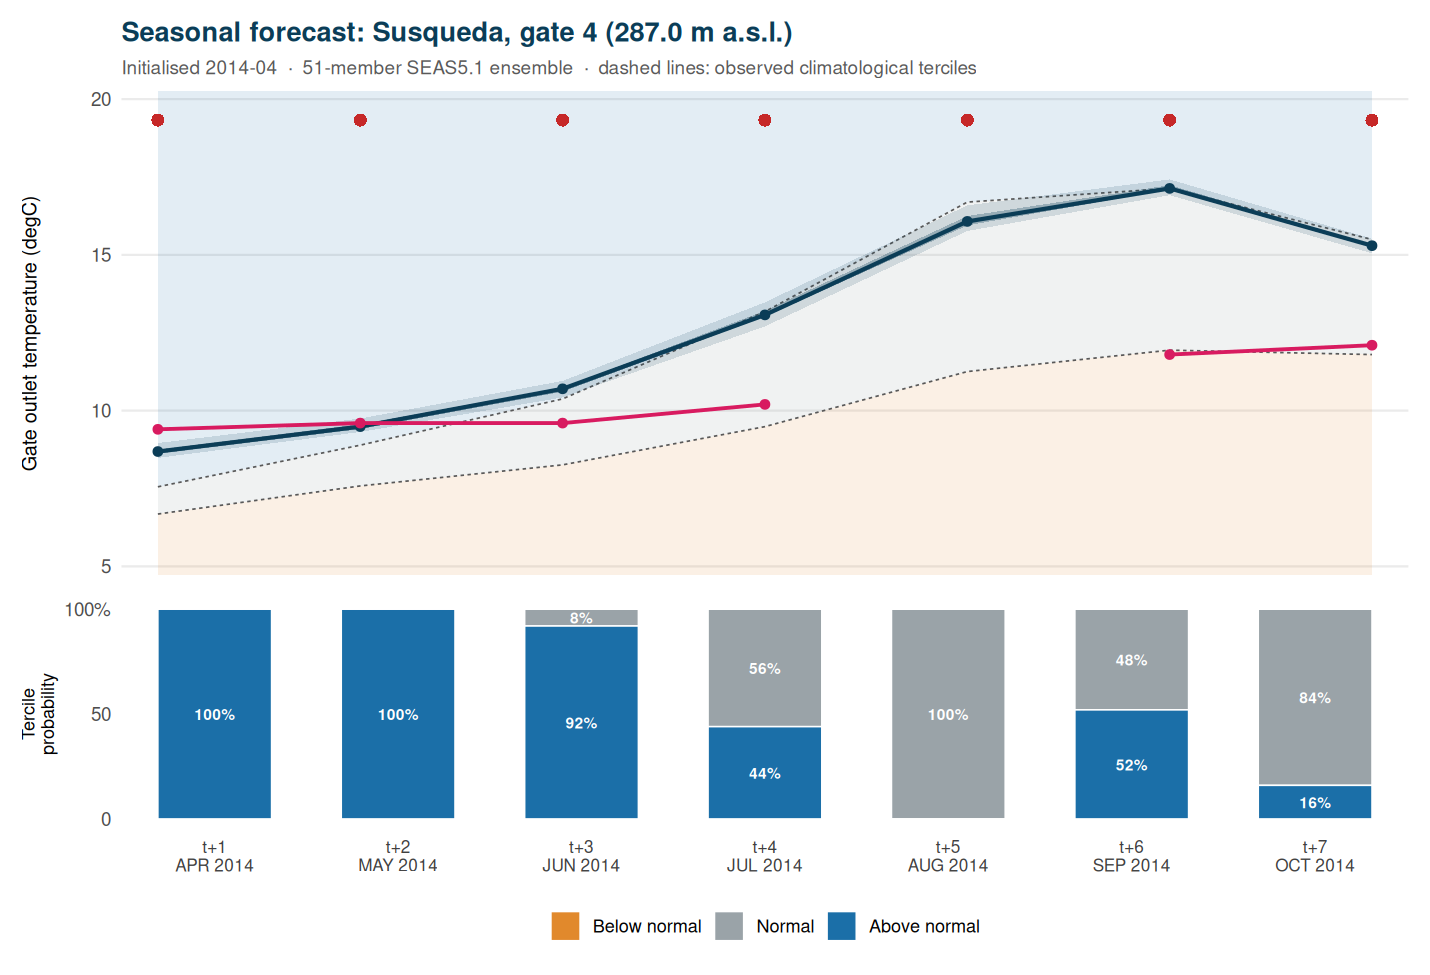 Seasonal forecast: Susqueda, gate 4 (287.0 m a.s.l.)
Initialised 2014-04 · 51-member SEAS5.1 ensemble · dashed lines: observed climatological terciles
Gate outlet temperature (degC)
20
15
10
5
Tercile
probability
100%
50
0
100%
100%
8%
92%
56%
44%
100%
48%
52%
84%
16%
t+1
APR 2014
t+2
MAY 2014
t+3
JUN 2014
t+4
JUL 2014
t+5
AUG 2014
t+6
SEP 2014
t+7
OCT 2014
Below normal
Normal
Above normal